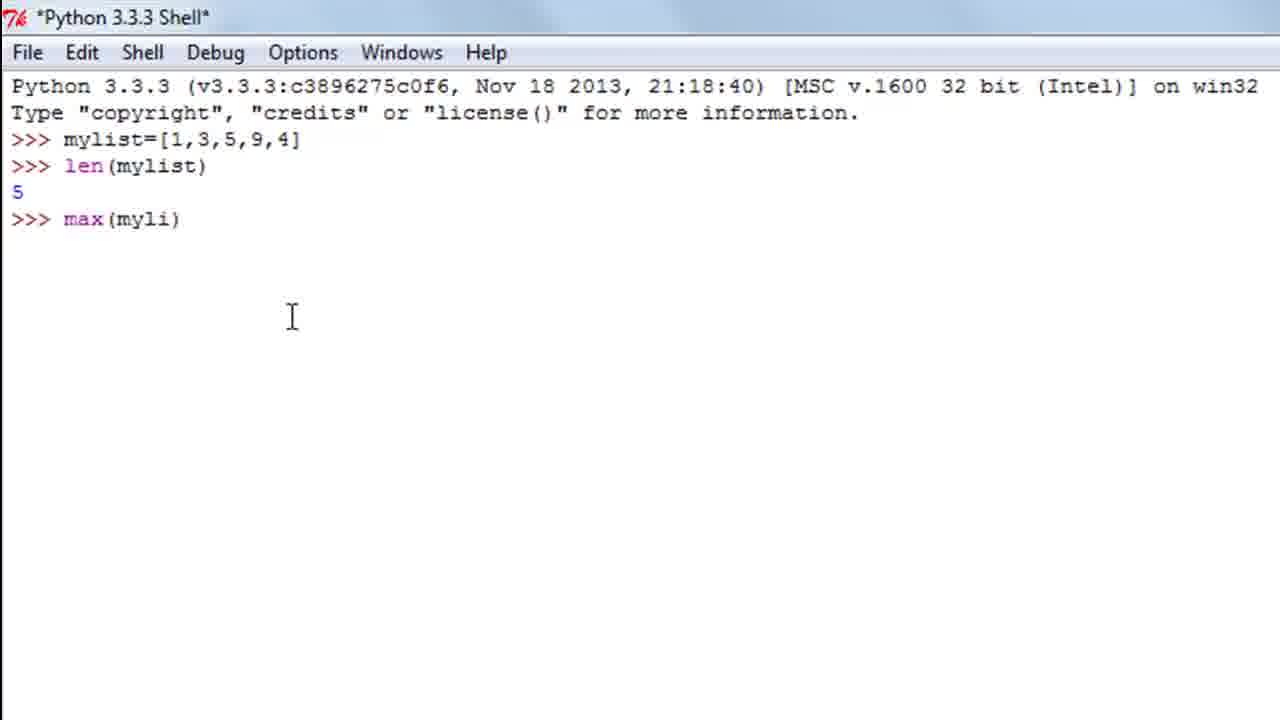 *Python 3.3.3 Shell*
File Edit Shell Debug Options Windows Help
Python 3.3.3 (v3.3.3:c3896275c0f6, Nov 18 2013, 21:18:40) [MSC v.1600 32 bit (Intel)] on win32
Type "copyright", "credits" or "license()" for more information.
>>> mylist=[1,3,5,9,4]
>>> len(mylist)
5
>>> max(myli)